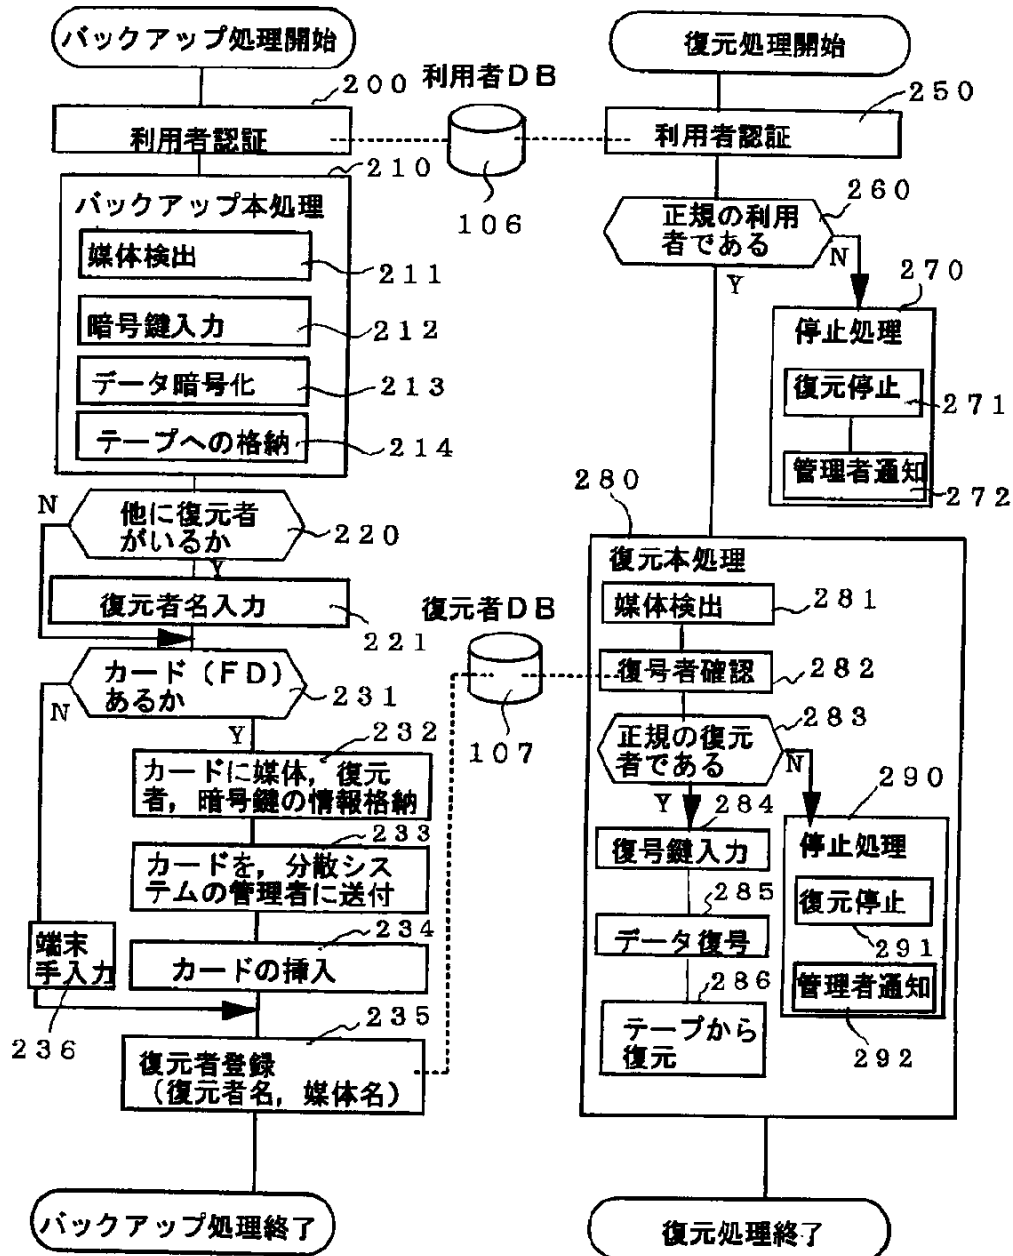 バックアップ処理開始
200
利用者認証
210
バックアップ本処理
媒体検出
211
暗号鍵入力
212
データ暗号化
213
テープへの格納
214
N
他に復元者
がいるか
220
Y
復元者名入力
221
カード(FD)
あるか
231
N
Y
232
カードに媒体,復元
者,暗号鍵の情報格納
233
カードを,分散シス
テムの管理者に送付
234
端末
手入力
カードの挿入
236
235
復元者登録
(復元者名,媒体名)
バックアップ処理終了
利用者DB
106
復元者DB
107
復元処理開始
250
利用者認証
260
正規の利用
者である
N
Y
270
停止処理
復元停止
271
管理者通知
272
280
復元本処理
媒体検出
281
復号者確認
282
283
正規の復元
者である
N
Y
284
290
復号鍵入力
停止処理
285
復元停止
データ復号
291
286
管理者通知
テープから
復元
292
復元処理終了